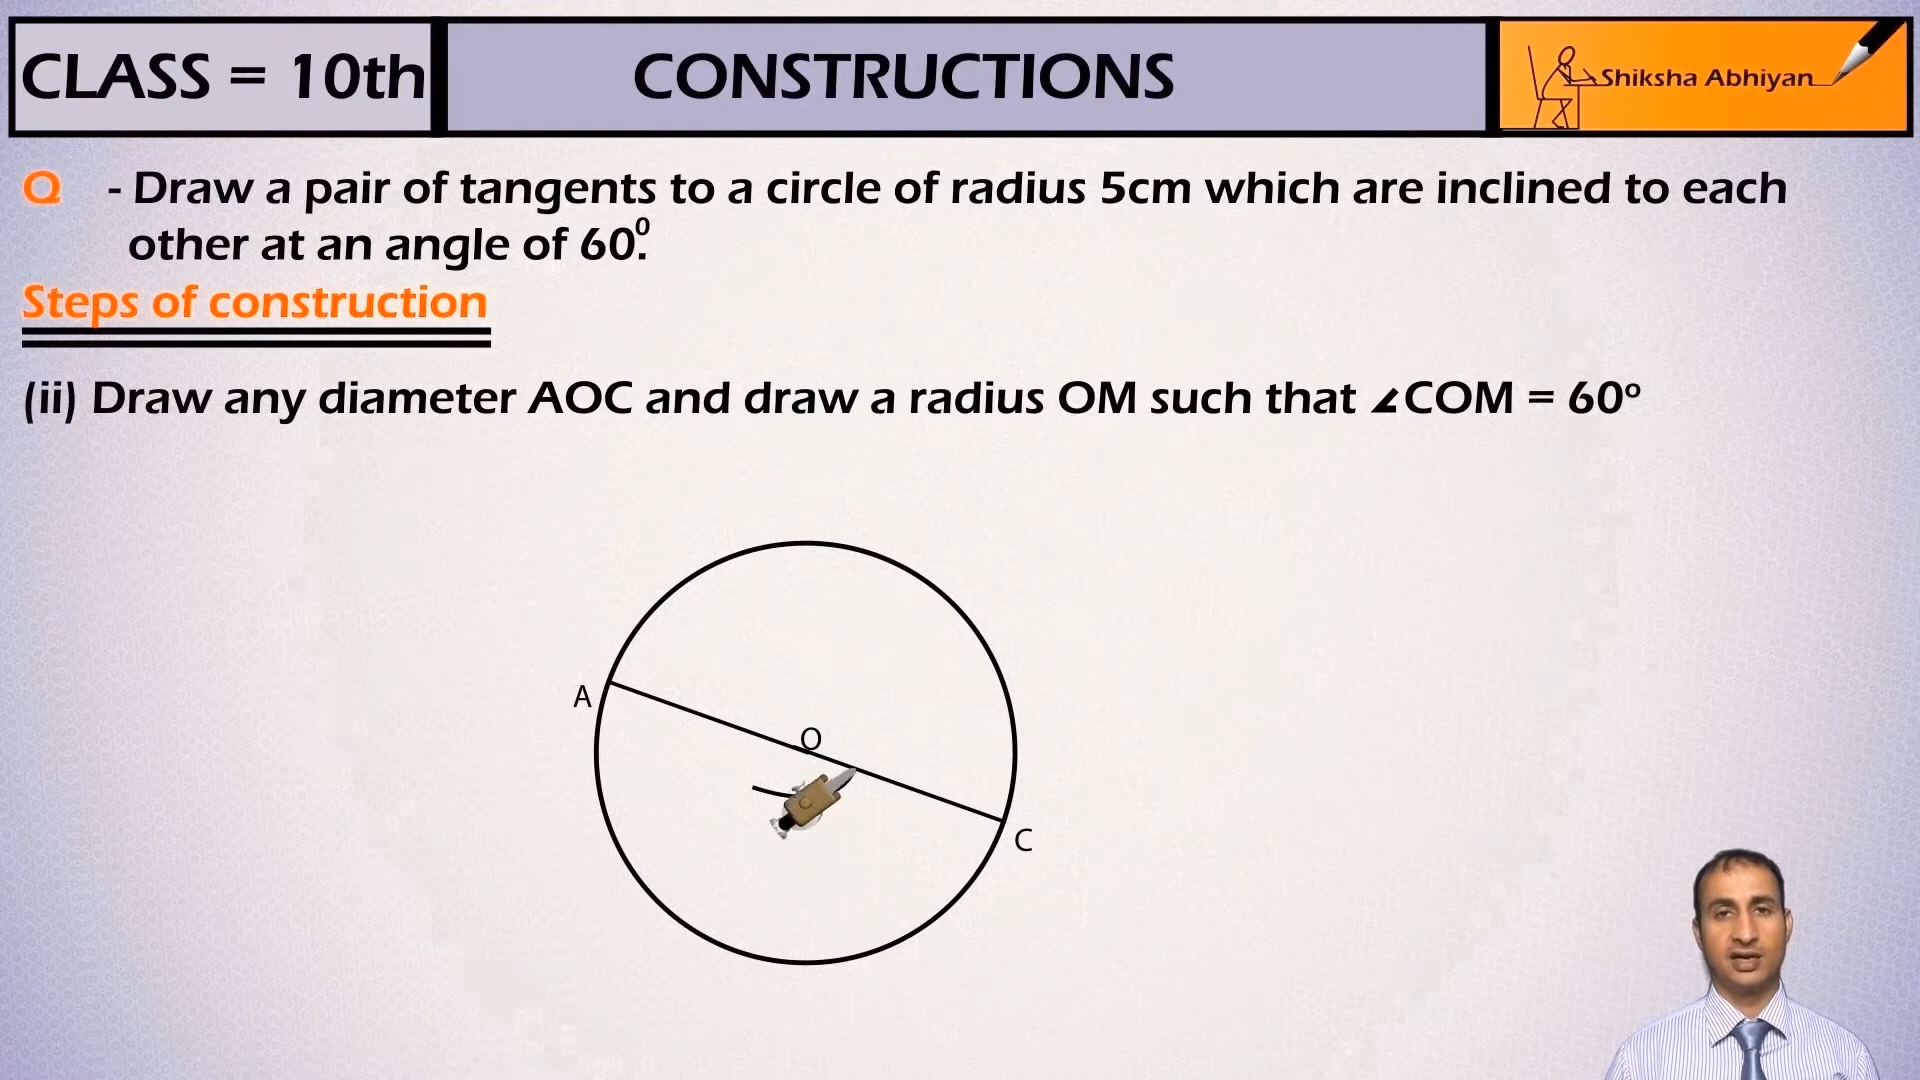 CLASS = 10th
CONSTRUCTIONS
Shiksha Abhiyan
Q - Draw a pair of tangents to a circle of radius 5cm which are inclined to each
other at an angle of 60⁰.
Steps of construction
(ii) Draw any diameter AOC and draw a radius OM such that ∠COM = 60º
A
O
C